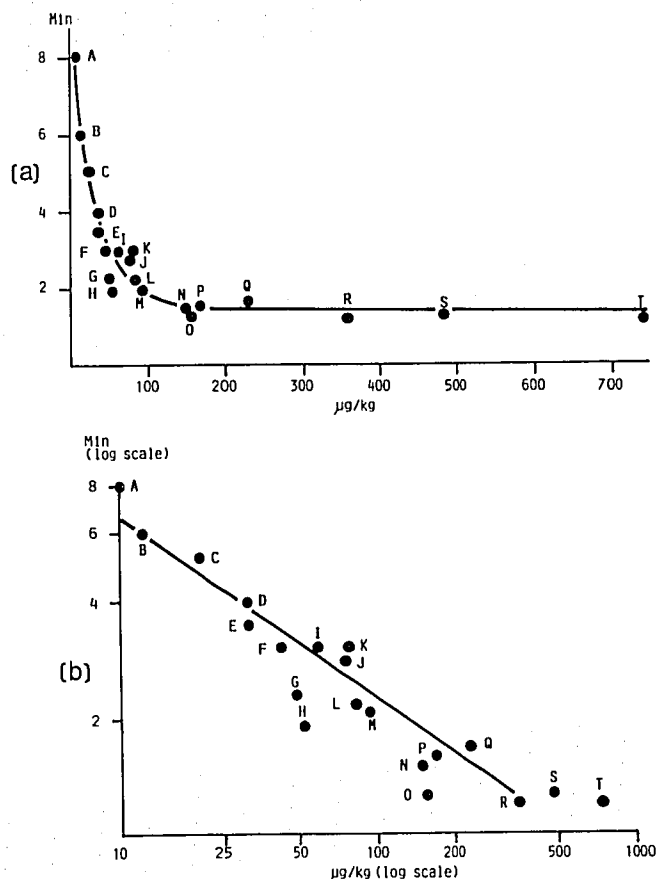 Min
8
A
6
B
C
(a)
4
D
E
I
K
F
J
G
L
H
2
M
N
P
Q
R
S
T
O
100
200
300
400
500
600
700
µg/kg
Min
(log scale)
8
A
6
B
C
4
D
E
I
K
F
J
(b)
G
H
L
M
2
P
Q
N
O
R
S
T
10
25
50
100
200
500
1000
µg/kg (log scale)